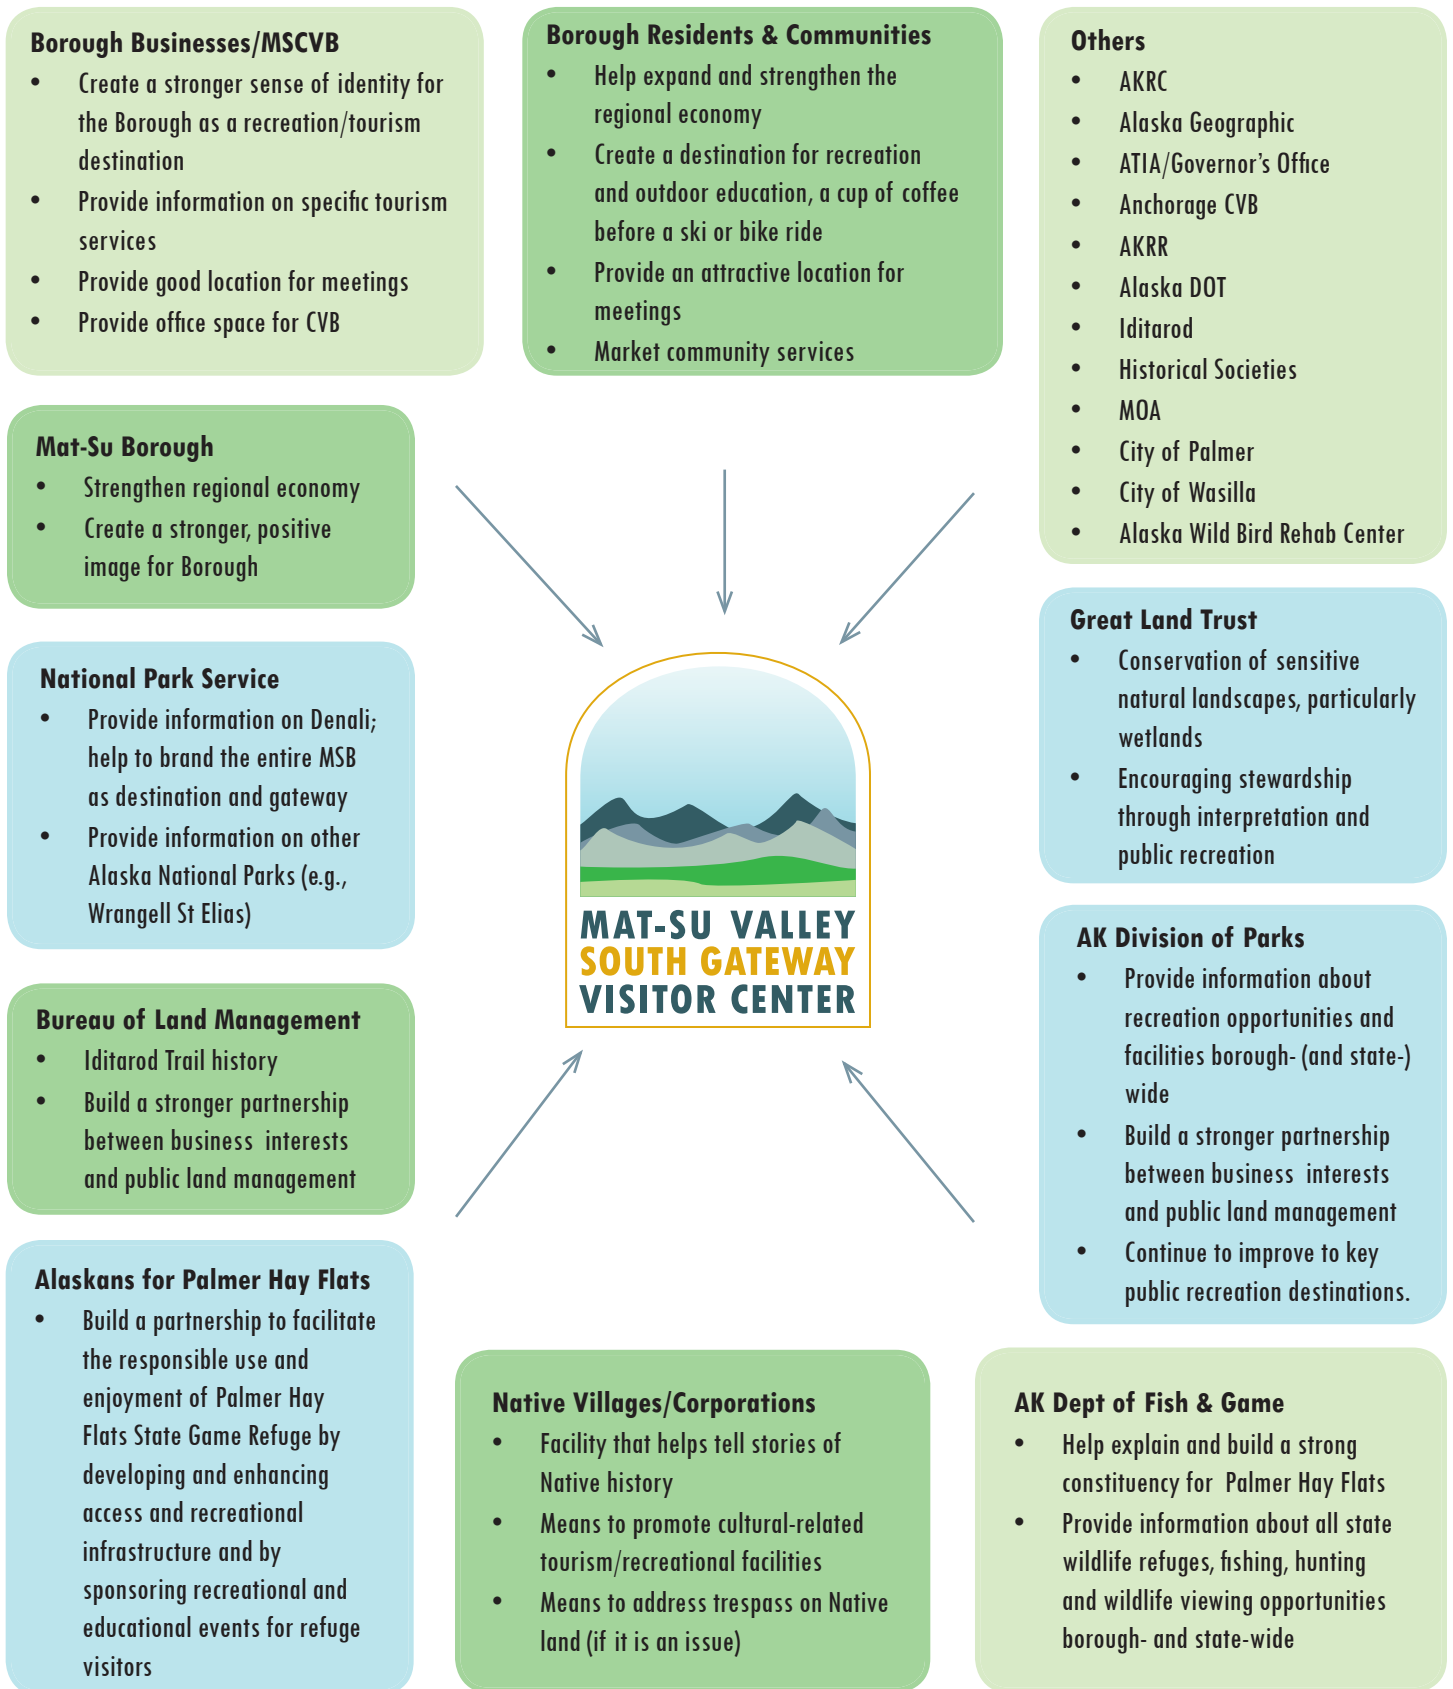 Borough Businesses/MSCVB
• Create a stronger sense of identity for
the Borough as a recreation/tourism
destination
• Provide information on specific tourism
services
• Provide good location for meetings
• Provide office space for CVB
Borough Residents & Communities
• Help expand and strengthen the
regional economy
• Create a destination for recreation
and outdoor education, a cup of coffee
before a ski or bike ride
• Provide an attractive location for
meetings
• Market community services
Others
• AKRC
• Alaska Geographic
• ATIA/Governor’s Office
• Anchorage CVB
• AKRR
• Alaska DOT
• Iditarod
• Historical Societies
• MOA
• City of Palmer
• City of Wasilla
• Alaska Wild Bird Rehab Center
Mat-Su Borough
• Strengthen regional economy
• Create a stronger, positive
image for Borough
National Park Service
• Provide information on Denali;
help to brand the entire MSB
as destination and gateway
• Provide information on other
Alaska National Parks (e.g.,
Wrangell St Elias)
Bureau of Land Management
• Iditarod Trail history
• Build a stronger partnership
between business interests
and public land management
Alaskans for Palmer Hay Flats
• Build a partnership to facilitate
the responsible use and
enjoyment of Palmer Hay
Flats State Game Refuge by
developing and enhancing
access and recreational
infrastructure and by
sponsoring recreational and
educational events for refuge
visitors
MAT-SU VALLEY
SOUTH GATEWAY
VISITOR CENTER
Great Land Trust
• Conservation of sensitive
natural landscapes, particularly
wetlands
• Encouraging stewardship
through interpretation and
public recreation
AK Division of Parks
• Provide information about
recreation opportunities and
facilities borough- (and state-)
wide
• Build a stronger partnership
between business interests
and public land management
• Continue to improve to key
public recreation destinations.
Native Villages/Corporations
• Facility that helps tell stories of
Native history
• Means to promote cultural-related
tourism/recreational facilities
• Means to address trespass on Native
land (if it is an issue)
AK Dept of Fish & Game
• Help explain and build a strong
constituency for Palmer Hay Flats
• Provide information about all state
wildlife refuges, fishing, hunting
and wildlife viewing opportunities
borough- and state-wide